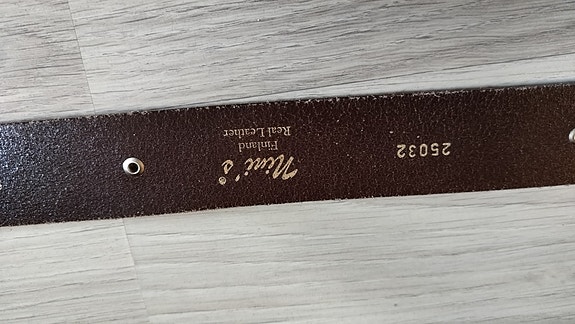 Nini's®
Finland
Real Leather
25032